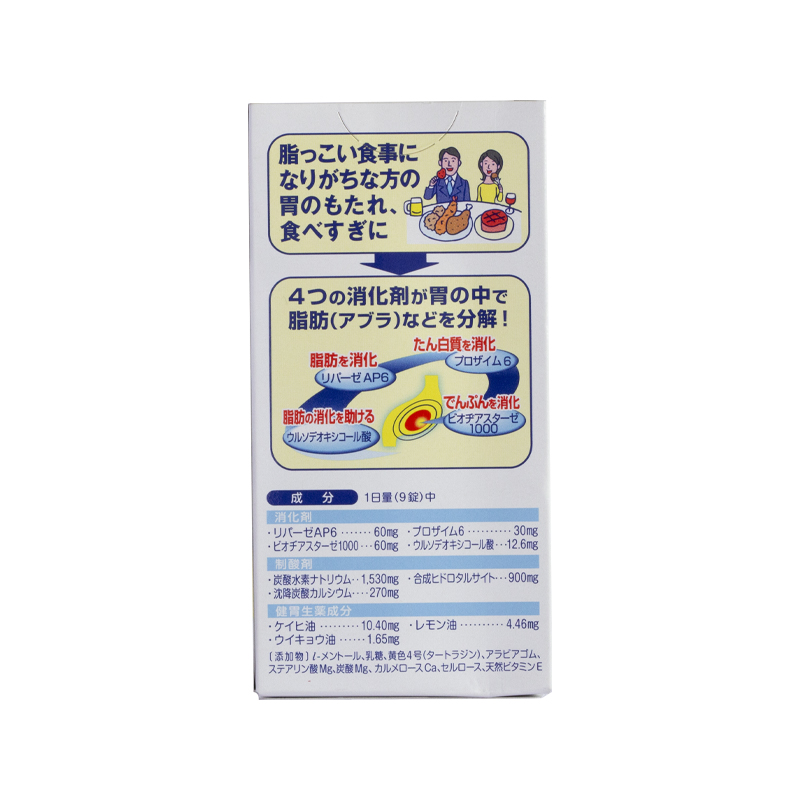 脂っこい食事に
なりがちな方の
胃のもたれ、
食べすぎに
4つの消化剤が胃の中で
脂肪(アブラ)などを分解!
たん白質を消化
プロザイム6
脂肪を消化
リパーゼAP6
でんぷんを消化
ビオヂアスターゼ
1000
脂肪の消化を助ける
ウルソデオキシコール酸
成分 1日量(9錠)中
消化剤
・リパーゼAP6……60mg ・プロザイム6………30mg
・ビオヂアスターゼ1000…60mg ・ウルソデオキシコール酸…12.6mg
制酸剤
・炭酸水素ナトリウム…1,530mg ・合成ヒドロタルサイト…900mg
・沈降炭酸カルシウム…270mg
健胃生薬成分
・ケイヒ油………10.40mg ・レモン油………4.46mg
・ウイキョウ油……1.65mg
〔添加物〕l-メントール、乳糖、黄色4号(タートラジン)、アラビアゴム、
ステアリン酸Mg、炭酸Mg、カルメロースCa、セルロース、天然ビタミンE